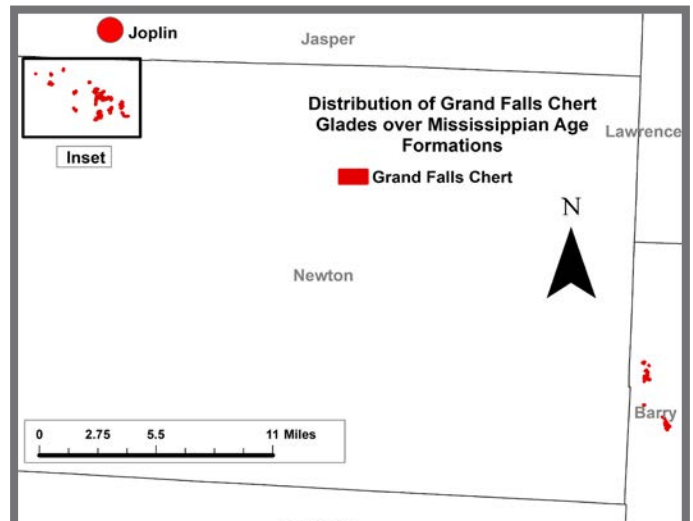 Joplin
Jasper
Distribution of Grand Falls Chert
Glades over Mississippian Age
Formations
Lawrence
Inset
Grand Falls Chert
N
Newton
Barry
0 2.75 5.5 11 Miles